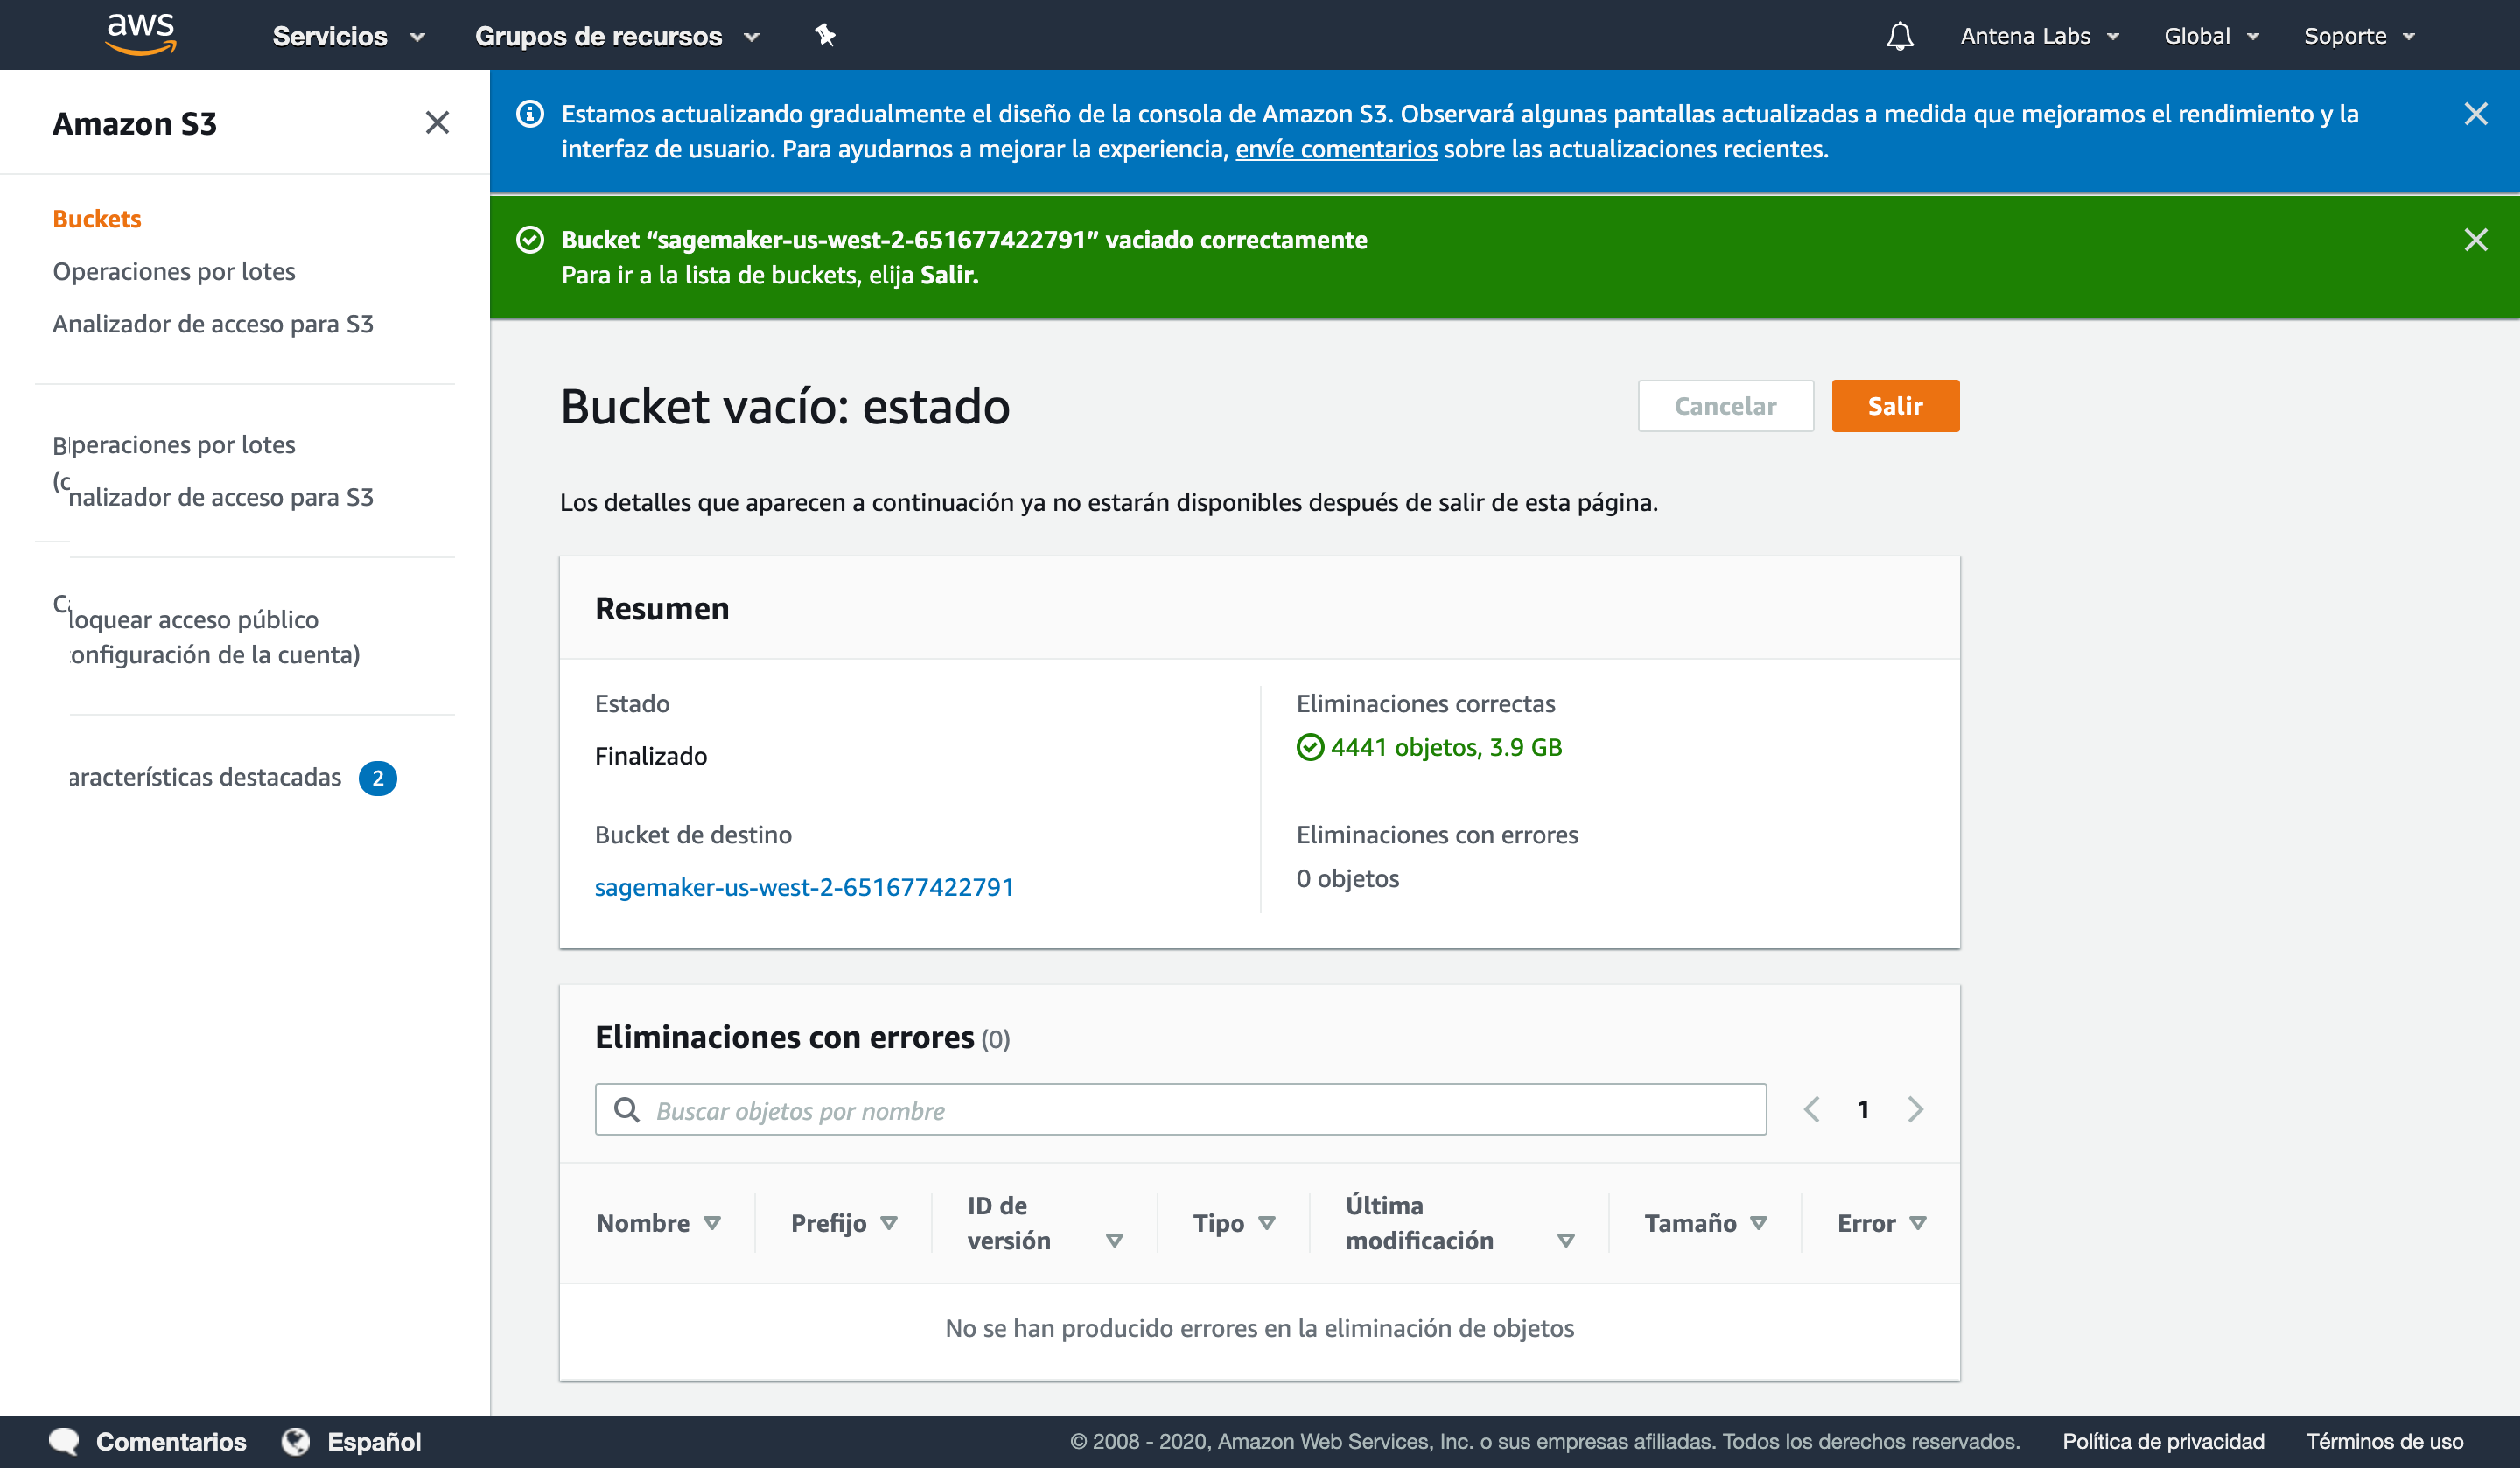 aws
Servicios
Grupos de recursos
Antena Labs
Global
Soporte
Amazon S3
Buckets
Operaciones por lotes
Analizador de acceso para S3
B
peraciones por lotes
(c
nalizador de acceso para S3
Ca
loquear acceso público
onfiguración de la cuenta)
aracterísticas destacadas 2
Estamos actualizando gradualmente el diseño de la consola de Amazon S3. Observará algunas pantallas actualizadas a medida que mejoramos el rendimiento y la
interfaz de usuario. Para ayudarnos a mejorar la experiencia, envíe comentarios sobre las actualizaciones recientes.
Bucket “sagemaker-us-west-2-651677422791” vaciado correctamente
Para ir a la lista de buckets, elija Salir.
Bucket vacío: estado
Cancelar
Salir
Los detalles que aparecen a continuación ya no estarán disponibles después de salir de esta página.
Resumen
Estado
Finalizado
Bucket de destino
sagemaker-us-west-2-651677422791
Eliminaciones correctas
4441 objetos, 3.9 GB
Eliminaciones con errores
0 objetos
Eliminaciones con errores (0)
Buscar objetos por nombre
1
Nombre
Prefijo
ID de
versión
Tipo
Última
modificación
Tamaño
Error
No se han producido errores en la eliminación de objetos
Comentarios
Español
© 2008 - 2020, Amazon Web Services, Inc. o sus empresas afiliadas. Todos los derechos reservados.
Política de privacidad
Términos de uso